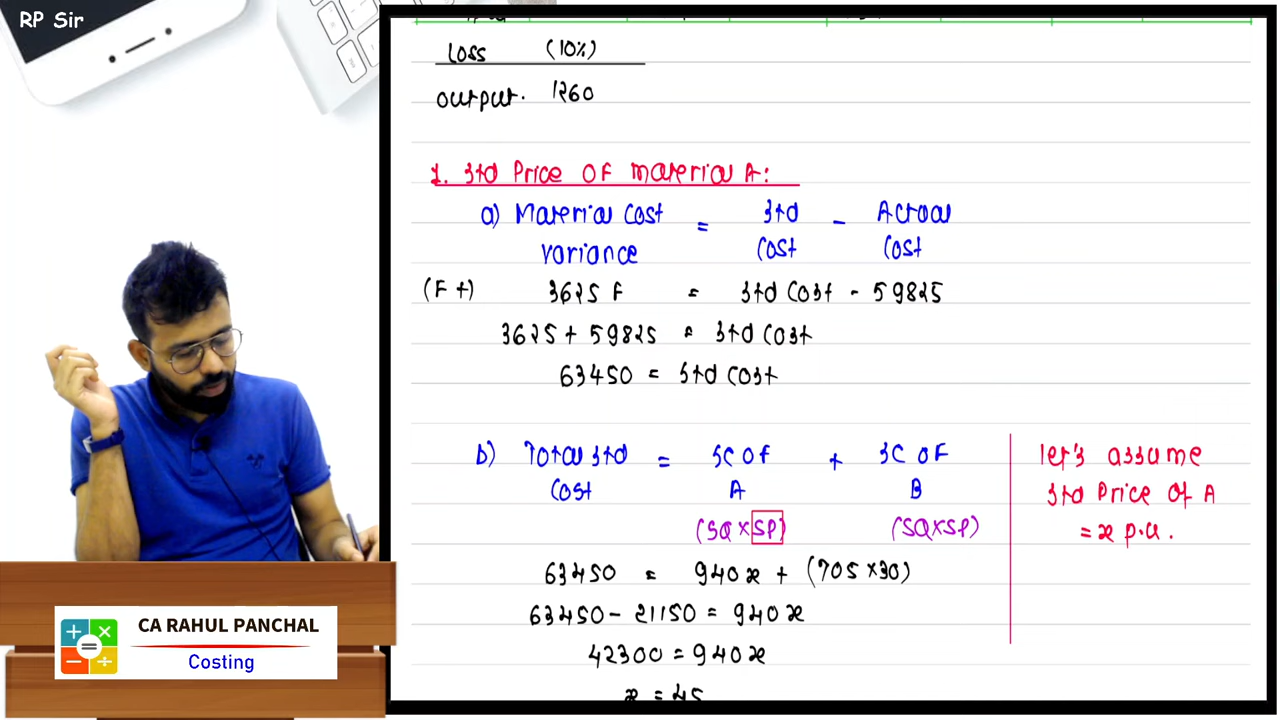 RP Sir
Loss (10%)
output. 1260
1. Std Price of Material A:
a) Material Cost = Std - Actual
Variance Cost Cost
(F +) 3625 F = Std Cost - 59825
3625 + 59825 = Std Cost
63450 = Std Cost
b) Total Std = SC of + SC of
Cost A B
(SQ × SP) (SQ × SP)
63450 = 940x + (705 × 30)
63450 - 21150 = 940x
42300 = 940x
x = 45
let's assume
Std Price of A
= x p.u.
CA RAHUL PANCHAL
Costing